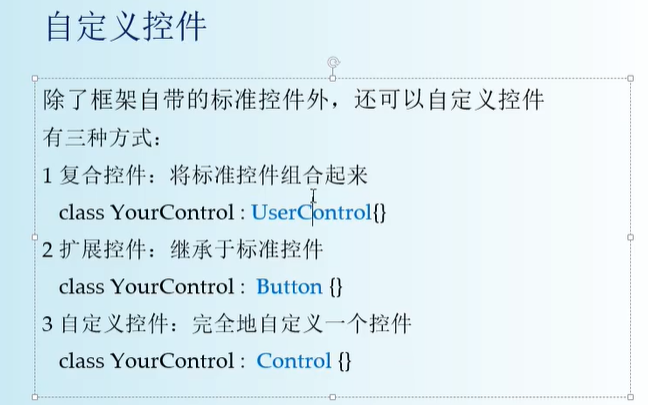 自定义控件
除了框架自带的标准控件外，还可以自定义控件
有三种方式：
1 复合控件：将标准控件组合起来
class YourControl : UserControl{}
2 扩展控件：继承于标准控件
class YourControl :  Button {}
3 自定义控件：完全地自定义一个控件
class YourControl :  Control {}